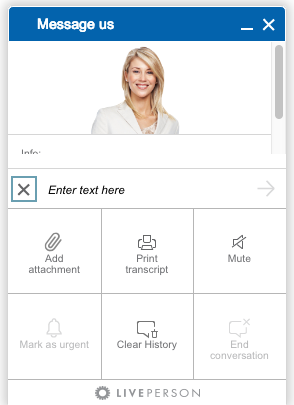 Message us
Info:
Enter text here
Add attachment
Print transcript
Mute
Mark as urgent
Clear History
End conversation
LIVEPERSON